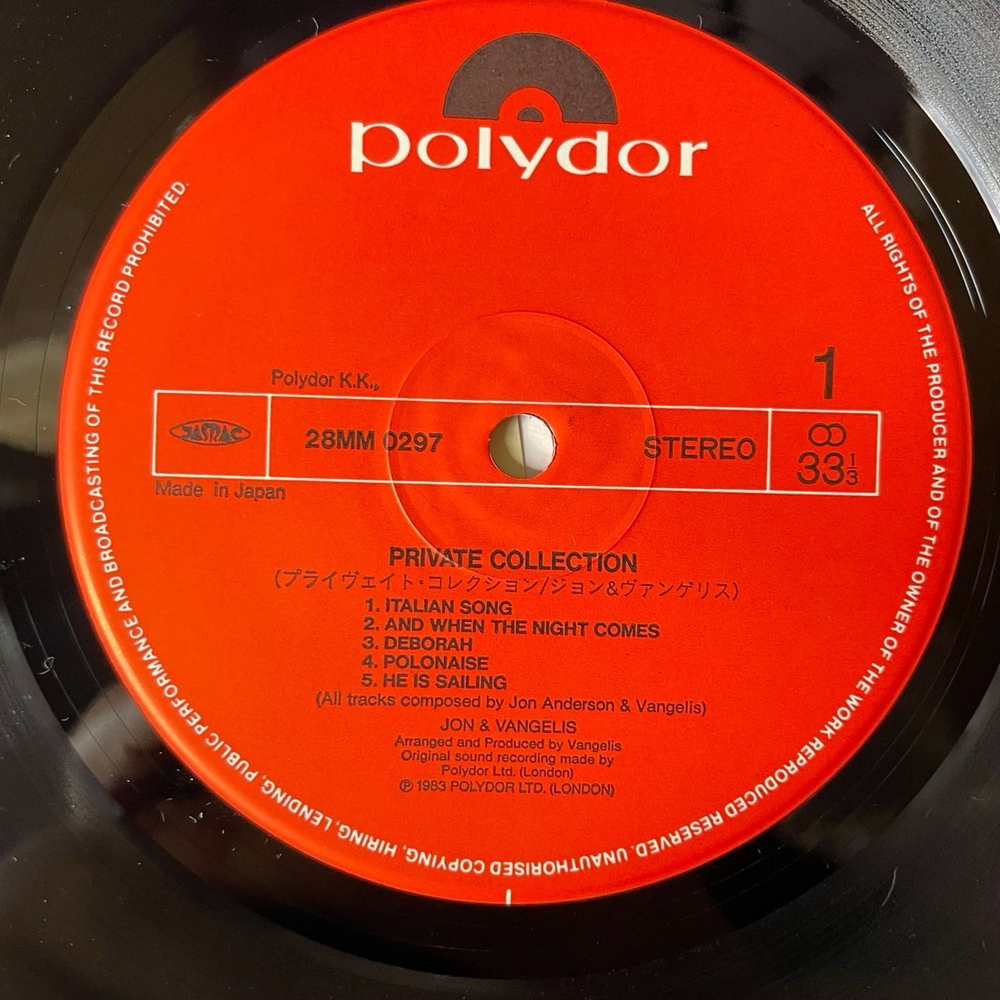 polydor
ALL RIGHTS OF THE PRODUCER AND OF THE OWNER OF THE WORK REPRODUCED RESERVED. UNAUTHORISED COPYING, HIRING, LENDING, PUBLIC PERFORMANCE AND BROADCASTING OF THIS RECORD PROHIBITED.
1
Polydor K.K.
JASRAC
28MM 0297
STEREO
33 1/3
Made in Japan
PRIVATE COLLECTION
(プライヴェイト・コレクション/ジョン&ヴァンゲリス)
1. ITALIAN SONG
2. AND WHEN THE NIGHT COMES
3. DEBORAH
4. POLONAISE
5. HE IS SAILING
(All tracks composed by Jon Anderson & Vangelis)
JON & VANGELIS
Arranged and Produced by Vangelis
Original sound recording made by
Polydor Ltd. (London)
℗ 1983 POLYDOR LTD. (LONDON)